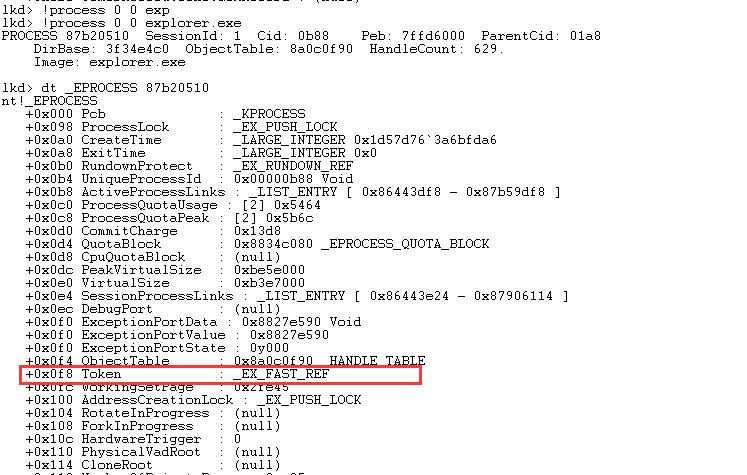 lkd> !process 0 0 exp
lkd> !process 0 0 explorer.exe
PROCESS 87b20510  SessionId: 1  Cid: 0b88    Peb: 7ffd6000  ParentCid: 01a8
    DirBase: 3f34e4c0  ObjectTable: 8a0c0f90  HandleCount: 629.
    Image: explorer.exe

lkd> dt _EPROCESS 87b20510
nt!_EPROCESS
   +0x000 Pcb              : _KPROCESS
   +0x098 ProcessLock      : _EX_PUSH_LOCK
   +0x0a0 CreateTime       : _LARGE_INTEGER 0x1d57d76`3a6bfda6
   +0x0a8 ExitTime         : _LARGE_INTEGER 0x0
   +0x0b0 RundownProtect   : _EX_RUNDOWN_REF
   +0x0b4 UniqueProcessId  : 0x00000b88 Void
   +0x0b8 ActiveProcessLinks : _LIST_ENTRY [ 0x86443df8 - 0x87b59df8 ]
   +0x0c0 ProcessQuotaUsage : [2] 0x5464
   +0x0c8 ProcessQuotaPeak : [2] 0x5b6c
   +0x0d0 CommitCharge     : 0x13d8
   +0x0d4 QuotaBlock       : 0x8834c080 _EPROCESS_QUOTA_BLOCK
   +0x0d8 CpuQuotaBlock    : (null)
   +0x0dc PeakVirtualSize  : 0xbe5e000
   +0x0e0 VirtualSize      : 0xb3e7000
   +0x0e4 SessionProcessLinks : _LIST_ENTRY [ 0x86443e24 - 0x87906114 ]
   +0x0ec DebugPort        : (null)
   +0x0f0 ExceptionPortData : 0x8827e590 Void
   +0x0f0 ExceptionPortValue : 0x8827e590
   +0x0f0 ExceptionPortState : 0y000
   +0x0f4 ObjectTable      : 0x8a0c0f90 _HANDLE_TABLE
   +0x0f8 Token            : _EX_FAST_REF
   +0x0fc WorkingSetPage   : 0x2fe45
   +0x100 AddressCreationLock : _EX_PUSH_LOCK
   +0x104 RotateInProgress : (null)
   +0x108 ForkInProgress   : (null)
   +0x10c HardwareTrigger  : 0
   +0x110 PhysicalVadRoot  : (null)
   +0x114 CloneRoot        : (null)